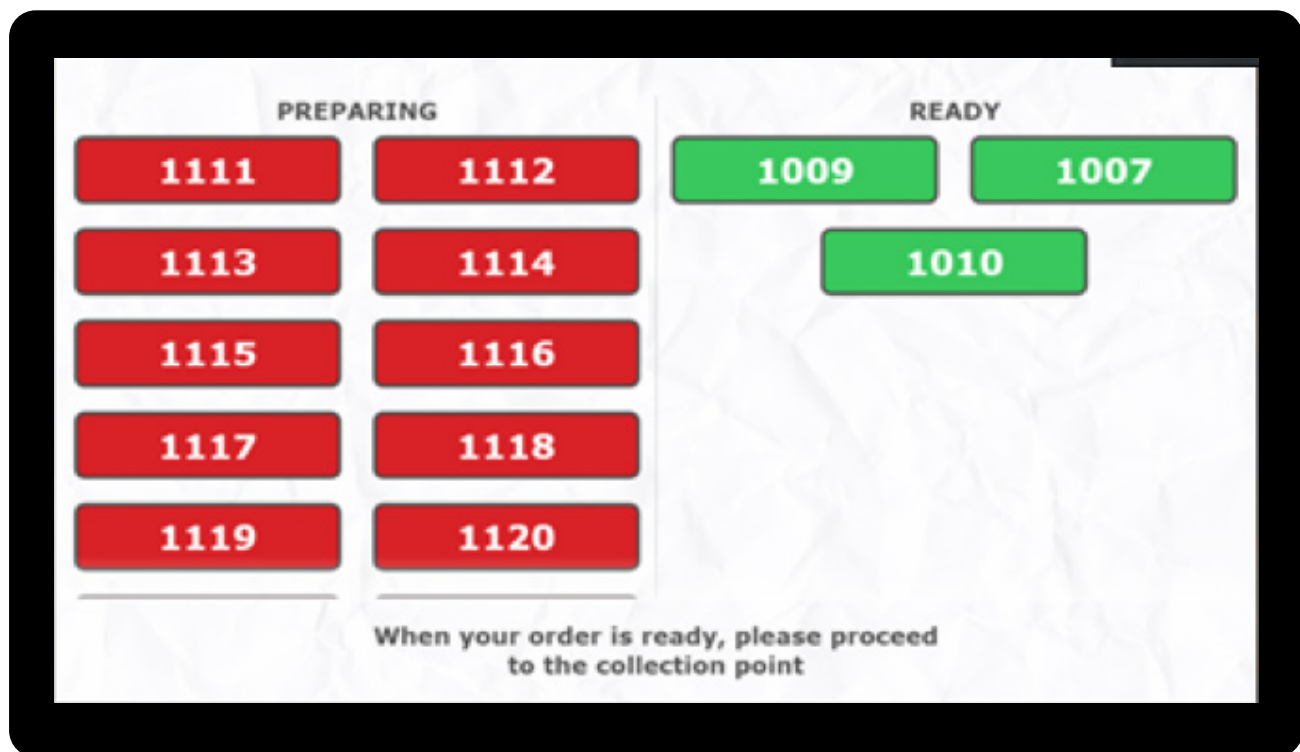 PREPARING
1111 1112
1113 1114
1115 1116
1117 1118
1119 1120
READY
1009 1007
1010
When your order is ready, please proceed
to the collection point